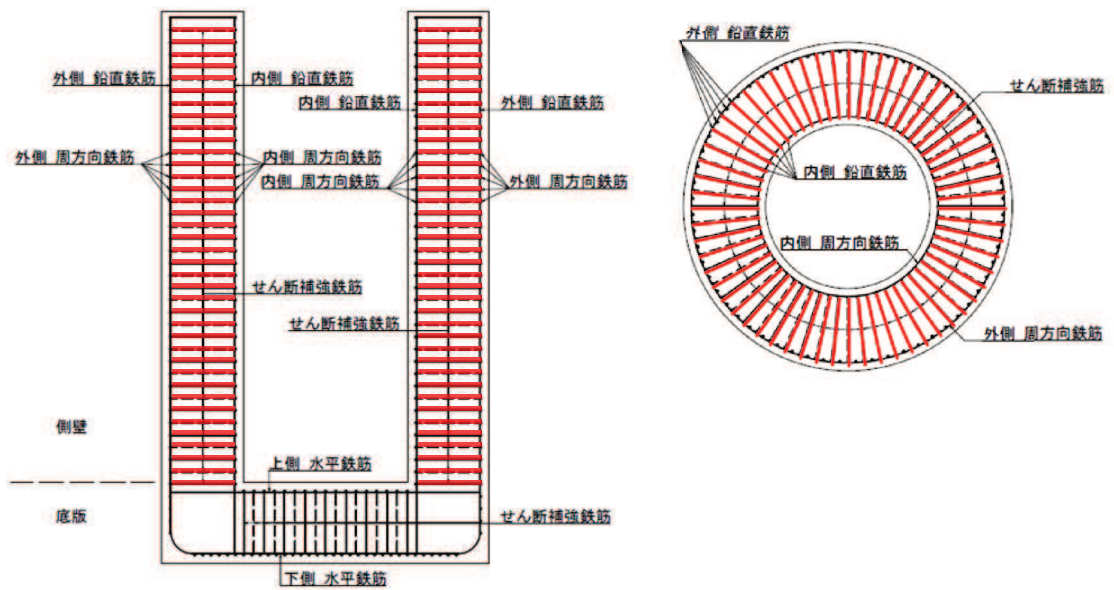 外側 鉛直鉄筋
内側 鉛直鉄筋
内側 鉛直鉄筋
外側 鉛直鉄筋
外側 周方向鉄筋
内側 周方向鉄筋
内側 周方向鉄筋
外側 周方向鉄筋
せん断補強鉄筋
せん断補強鉄筋
側壁
上側 水平鉄筋
底版
せん断補強鉄筋
下側 水平鉄筋
外側 鉛直鉄筋
せん断補強筋
内側 鉛直鉄筋
内側 周方向鉄筋
外側 周方向鉄筋